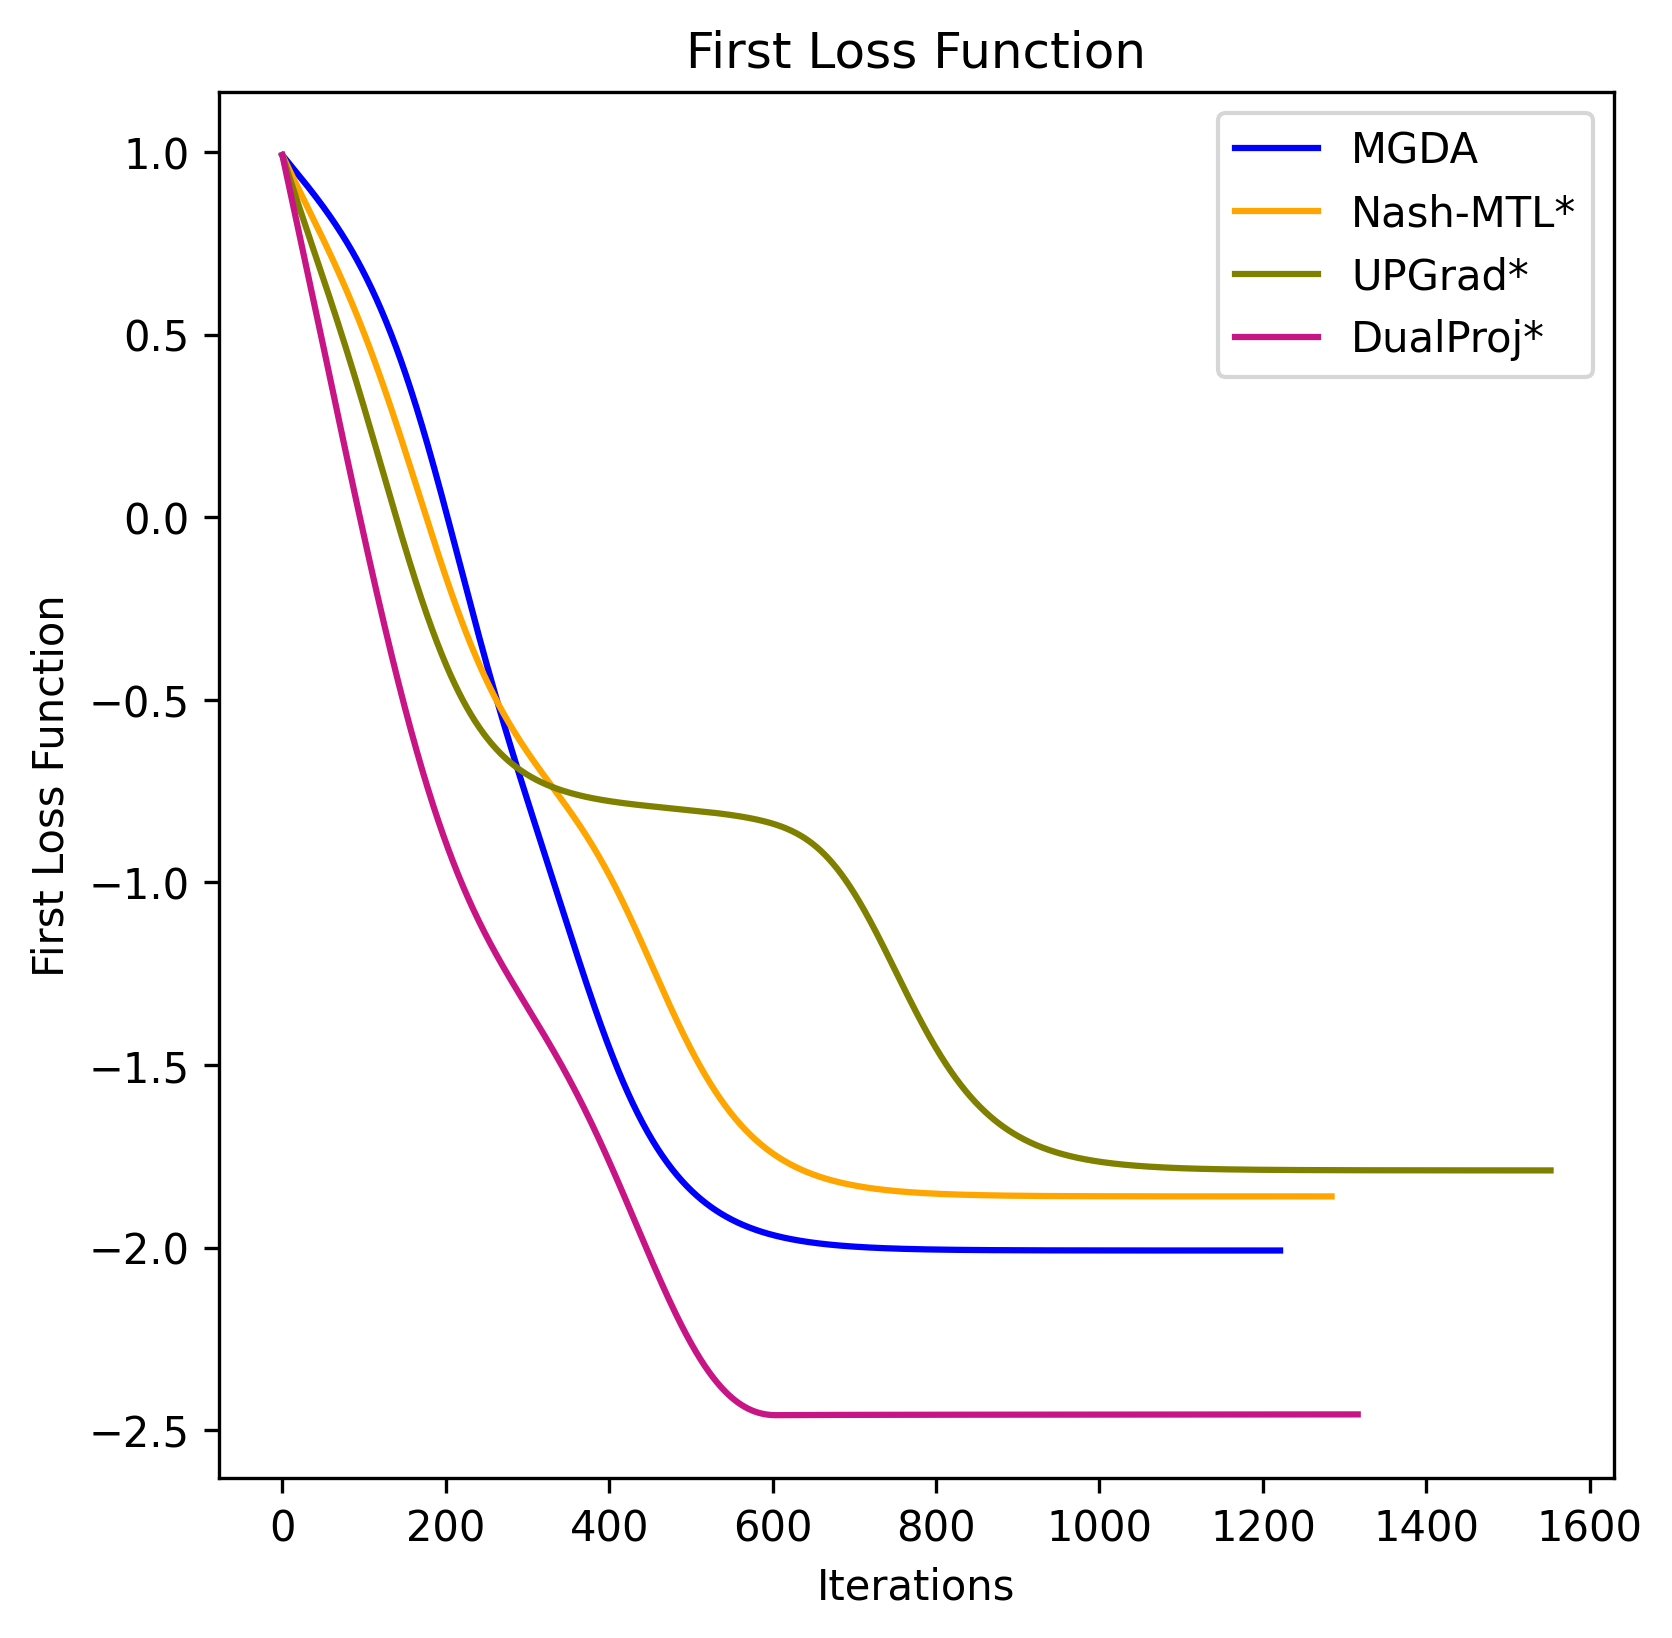 First Loss Function
MGDA
Nash-MTL*
UPGrad*
DualProj*
First Loss Function
1.0
0.5
0.0
−0.5
−1.0
−1.5
−2.0
−2.5
0 200 400 600 800 1000 1200 1400 1600
Iterations